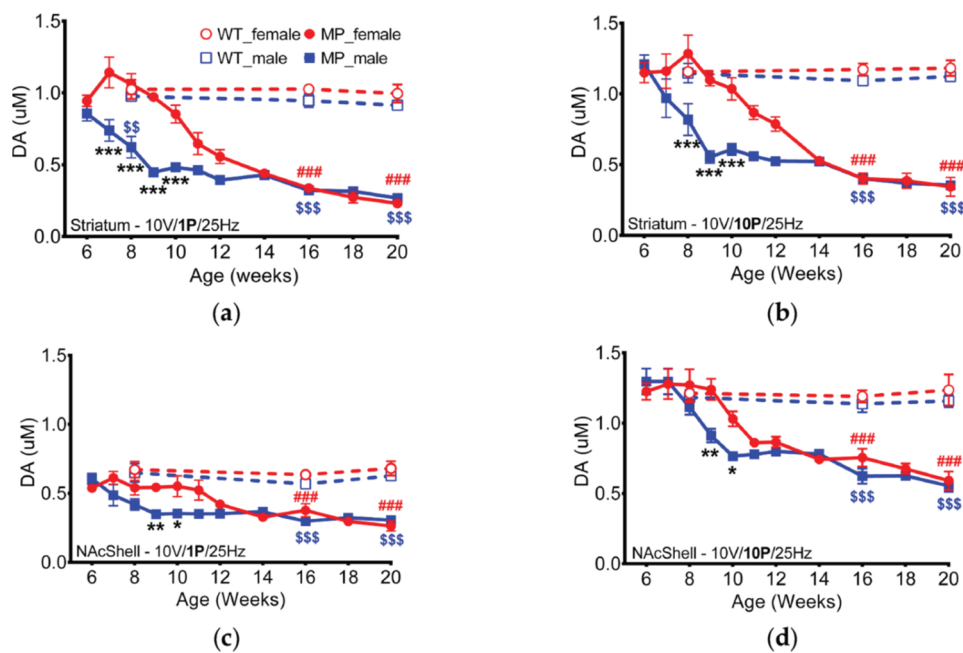 1.5
1.0
0.5
0.0
DA (uM)
WT_female MP_female
WT_male MP_male
$$
***
***
***
***
###
$$$
###
$$$
Striatum - 10V/1P/25Hz
6 8 10 12 14 16 18 20
Age (weeks)
(a)
1.5
1.0
0.5
0.0
DA (uM)
***
***
***
###
$$$
###
$$$
Striatum - 10V/10P/25Hz
6 8 10 12 14 16 18 20
Age (Weeks)
(b)
1.5
1.0
0.5
0.0
DA (uM)
**
*
###
$$$
###
$$$
NAcShell - 10V/1P/25Hz
6 8 10 12 14 16 18 20
Age (Weeks)
(c)
1.5
1.0
0.5
0.0
DA (uM)
**
*
###
$$$
###
$$$
NAcShell - 10V/10P/25Hz
6 8 10 12 14 16 18 20
Age (Weeks)
(d)